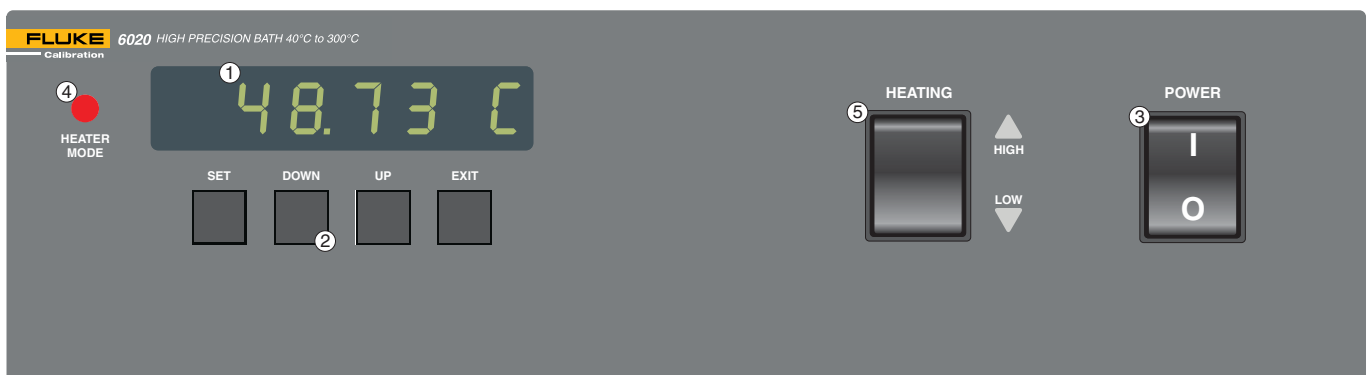 FLUKE
Calibration
6020 HIGH PRECISION BATH 40°C to 300°C
4
HEATER
MODE
1
48.73 C
SET DOWN UP EXIT
2
HEATING
5
HIGH
LOW
POWER
3
I
O